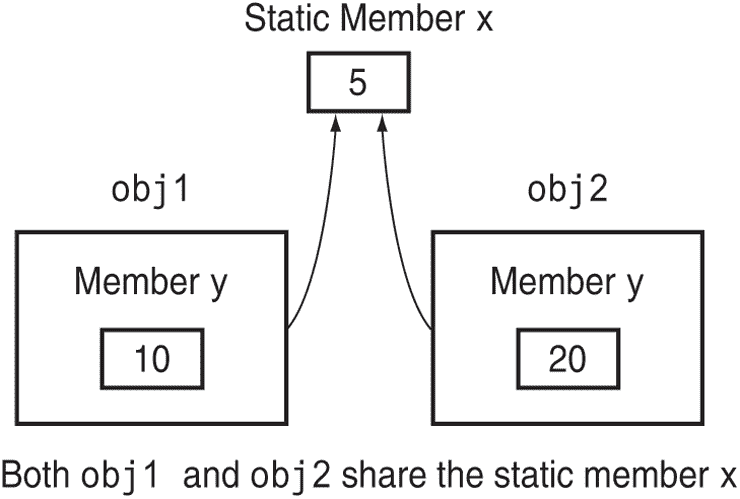 Static Member x
5
obj1
obj2
Member y
Member y
10
20
Both obj1 and obj2 share the static member x